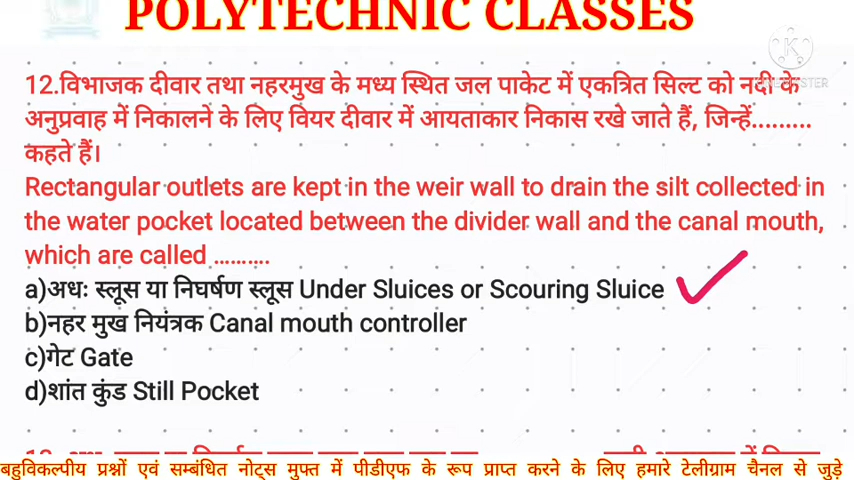 POLYTECHNIC CLASSES
12.विभाजक दीवार तथा नहरमुख के मध्य स्थित जल पाकेट में एकत्रित सिल्ट को नदी के
अनुप्रवाह में निकालने के लिए वियर दीवार में आयताकार निकास रखे जाते हैं, जिन्हें.........
कहते हैं।
Rectangular outlets are kept in the weir wall to drain the silt collected in
the water pocket located between the divider wall and the canal mouth,
which are called ..........
a)अधः स्लूस या निघर्षण स्लूस Under Sluices or Scouring Sluice
b)नहर मुख नियंत्रक Canal mouth controller
c)गेट Gate
d)शांत कुंड Still Pocket
बहुविकल्पीय प्रश्नों एवं सम्बंधित नोट्स मुफ्त में पीडीएफ के रूप प्राप्त करने के लिए हमारे टेलीग्राम चैनल से जुड़े